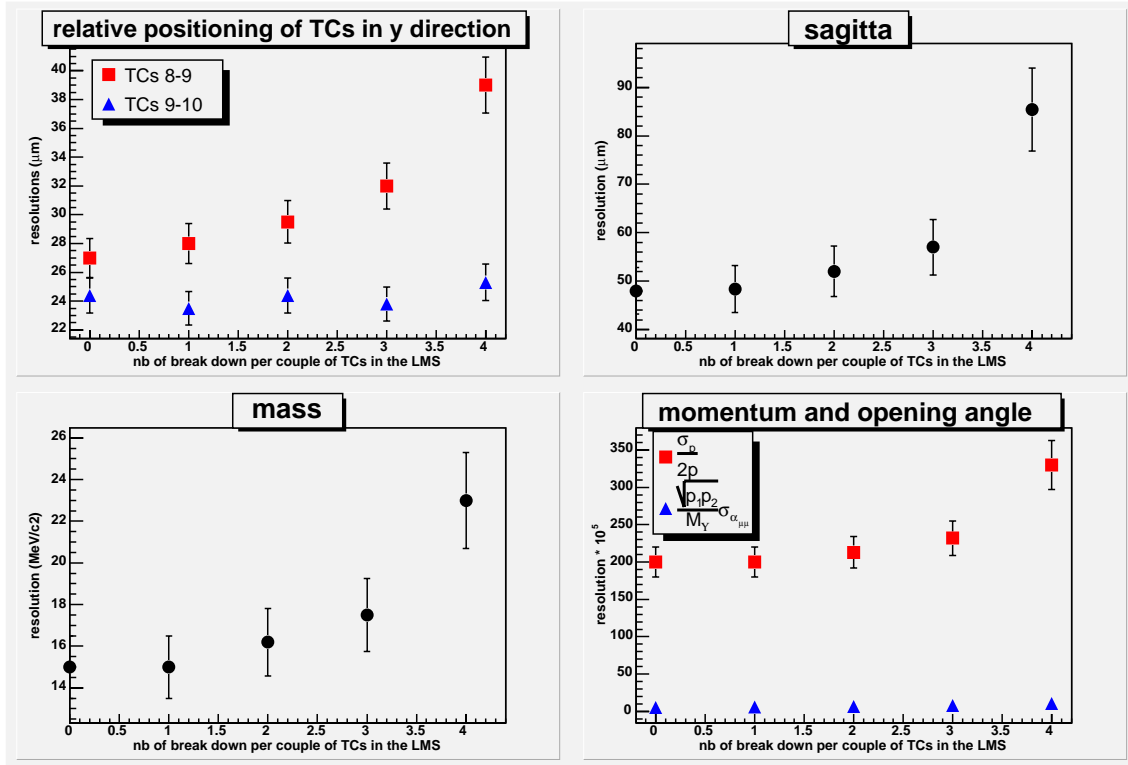 relative positioning of TCs in y direction
TCs 8-9
TCs 9-10
resolutions (μm)
40
38
36
34
32
30
28
26
24
22
0 0.5 1 1.5 2 2.5 3 3.5 4
nb of break down per couple of TCs in the LMS
sagitta
resolution (μm)
90
80
70
60
50
40
0 0.5 1 1.5 2 2.5 3 3.5 4
nb of break down per couple of TCs in the LMS
mass
resolution (MeV/c2)
26
24
22
20
18
16
14
0 0.5 1 1.5 2 2.5 3 3.5 4
nb of break down per couple of TCs in the LMS
momentum and opening angle
σp
2p
√p1p2
MΥ σαμμ
resolution * 10⁵
350
300
250
200
150
100
50
0
0 0.5 1 1.5 2 2.5 3 3.5 4
nb of break down per couple of TCs in the LMS